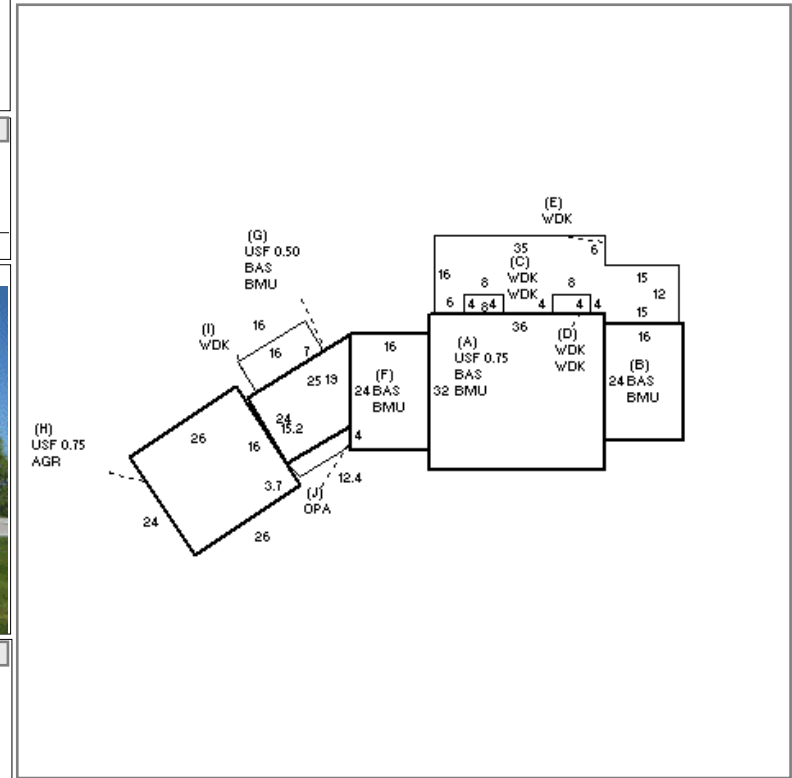 (E)
WDK
(G)
USF 0.50
BAS
BMU
35
6
(C)
WDK
WDK
16
8
8
15
12
6
4
8
4
4
4
4
15
16
(I)
WDK
16
7
36
(D)
WDK
WDK
16
(A)
USF 0.75
BAS
32 BMU
16
(B)
24 BAS
BMU
(F)
24 BAS
BMU
25 19
24
15.2
4
(H)
USF 0.75
AGR
26
16
3.7
12.4
(J)
OPA
24
26